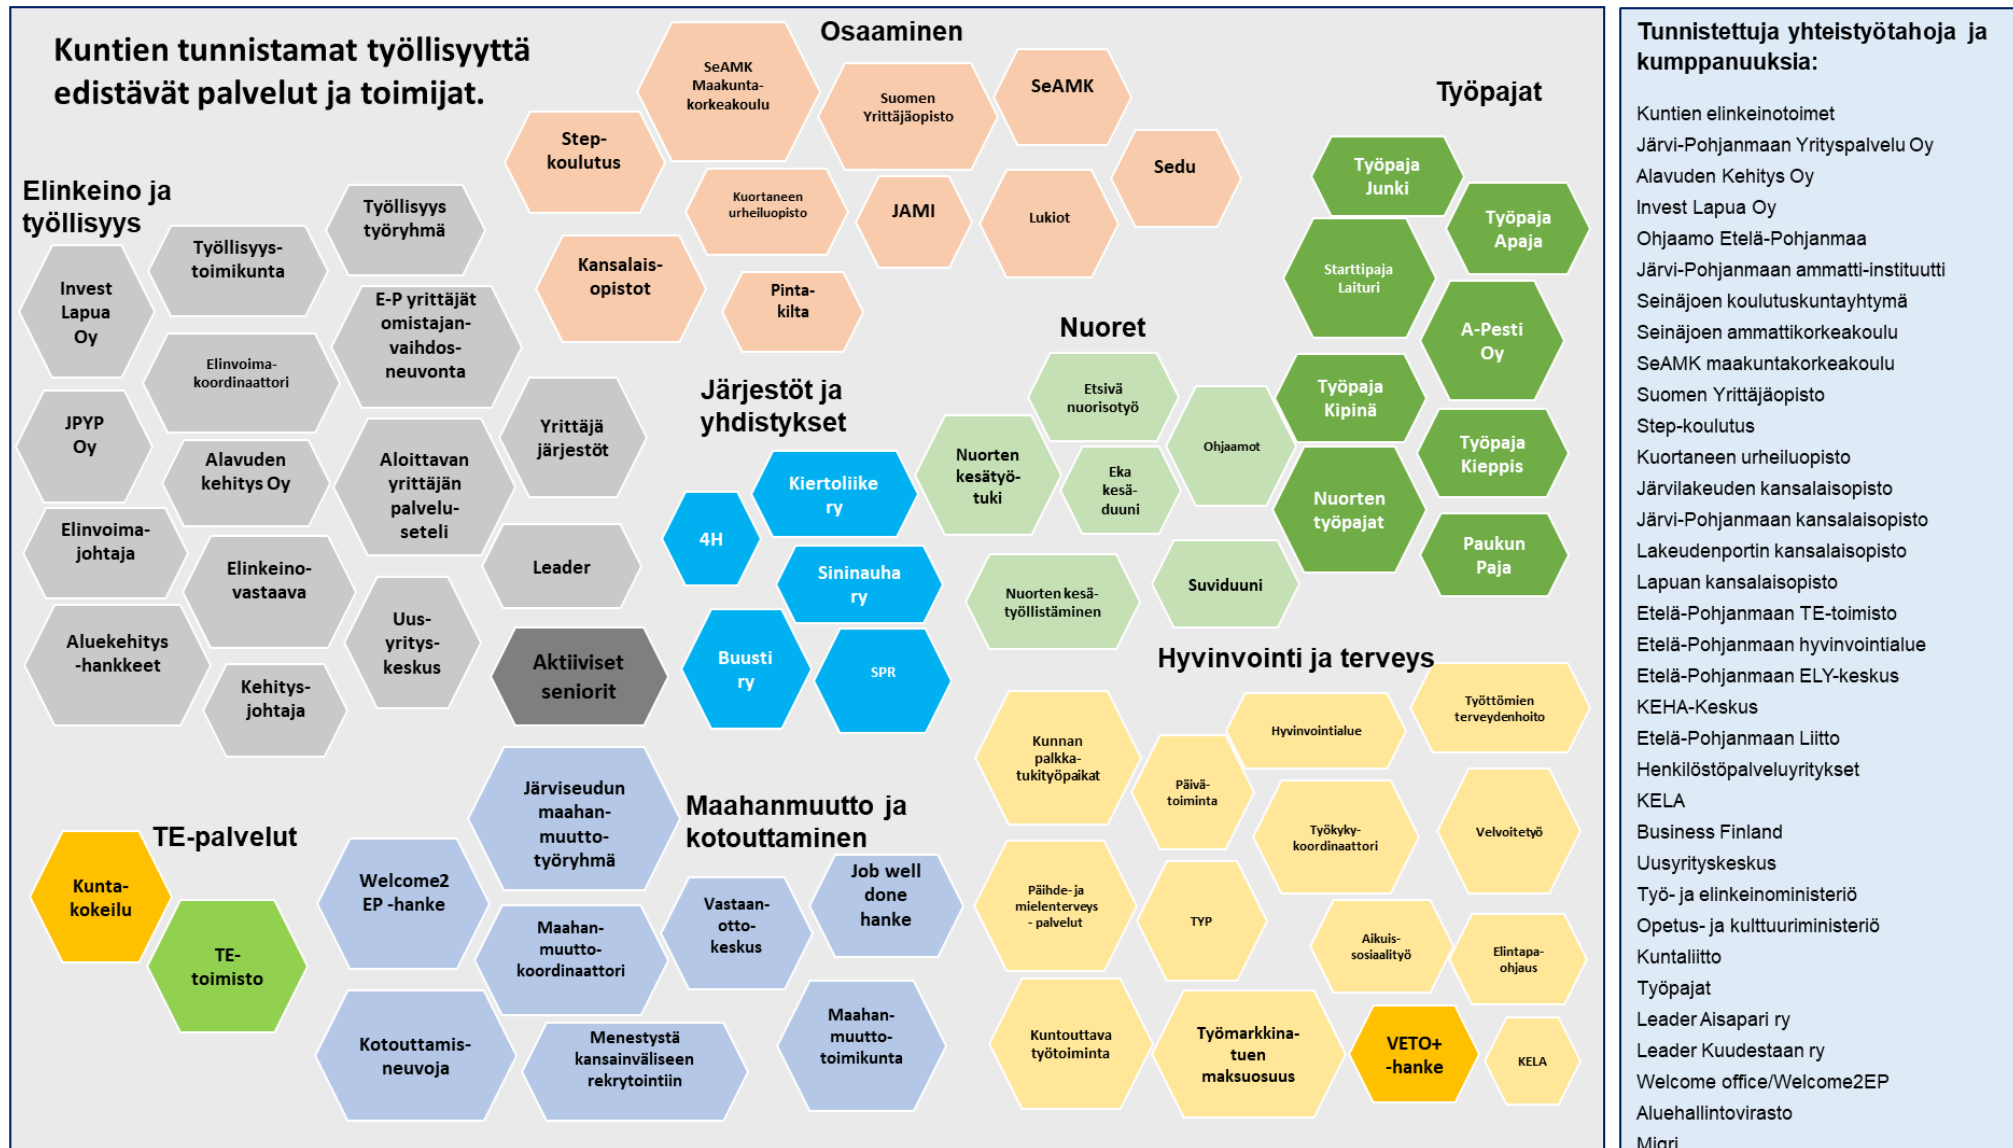 Kuntien tunnistamat työllisyyttä
edistävät palvelut ja toimijat.
Elinkeino ja
työllisyys
Työllisyys
työryhmä
Työllisyys-
toimikunta
Invest
Lapua
Oy
E-P yrittäjät
omistajan-
vaihdos-
neuvonta
Elinvoima-
koordinaattori
JPYP
Oy
Yrittäjä
järjestöt
Alavuden
kehitys Oy
Aloittavan
yrittäjän
palvelu-
seteli
Elinvoima-
johtaja
Elinkeino-
vastaava
Leader
Aluekehitys
-hankkeet
Uus-
yritys-
keskus
Kehitys-
johtaja
Aktiiviset
seniorit
Osaaminen
SeAMK
Maakunta-
korkeakoulu
Suomen
Yrittäjäopisto
SeAMK
Step-
koulutus
Sedu
Kuortaneen
urheiluopisto
JAMI
Lukiot
Kansalais-
opistot
Pinta-
kilta
Työpajat
Työpaja
Junki
Työpaja
Apaja
Starttipaja
Laituri
A-Pesti
Oy
Työpaja
Kipinä
Työpaja
Kieppis
Nuorten
työpajat
Paukun
Paja
Nuoret
Etsivä
nuorisotyö
Ohjaamot
Nuorten
kesätyö-
tuki
Eka
kesä-
duuni
Nuorten kesä-
työllistäminen
Suviduuni
Järjestöt ja
yhdistykset
Kiertoliike
ry
4H
Sininauha
ry
Buusti
ry
SPR
Hyvinvointi ja terveys
Työttömien
terveydenhoito
Hyvinvointialue
Kunnan
palkka-
tukityöpaikat
Päivä-
toiminta
Työkyky-
koordinaattori
Velvoitetyö
Päihde- ja
mielenterveys
- palvelut
TYP
Aikuis-
sosiaalityö
Elintapa-
ohjaus
Kuntouttava
työtoiminta
Työmarkkina-
tuen
maksuosuus
VETO+
-hanke
KELA
TE-palvelut
Kunta-
kokeilu
TE-
toimisto
Maahanmuutto ja
kotouttaminen
Järviseudun
maahan-
muutto-
työryhmä
Welcome2
EP -hanke
Job well
done
hanke
Vastaan-
otto-
keskus
Maahan-
muutto-
koordinaattori
Kotouttamis-
neuvoja
Menestystä
kansainväliseen
rekrytointiin
Maahan-
muutto-
toimikunta
Tunnistettuja yhteistyötahoja ja
kumppanuuksia:
Kuntien elinkeinotoimet
Järvi-Pohjanmaan Yrityspalvelu Oy
Alavuden Kehitys Oy
Invest Lapua Oy
Ohjaamo Etelä-Pohjanmaa
Järvi-Pohjanmaan ammatti-instituutti
Seinäjoen koulutuskuntayhtymä
Seinäjoen ammattikorkeakoulu
SeAMK maakuntakorkeakoulu
Suomen Yrittäjäopisto
Step-koulutus
Kuortaneen urheiluopisto
Järvilakeuden kansalaisopisto
Järvi-Pohjanmaan kansalaisopisto
Lakeudenportin kansalaisopisto
Lapuan kansalaisopisto
Etelä-Pohjanmaan TE-toimisto
Etelä-Pohjanmaan hyvinvointialue
Etelä-Pohjanmaan ELY-keskus
KEHA-Keskus
Etelä-Pohjanmaan Liitto
Henkilöstöpalveluyritykset
KELA
Business Finland
Uusyrityskeskus
Työ- ja elinkeinoministeriö
Opetus- ja kulttuuriministeriö
Kuntaliitto
Työpajat
Leader Aisapari ry
Leader Kuudestaan ry
Welcome office/Welcome2EP
Aluehallintovirasto
Migri